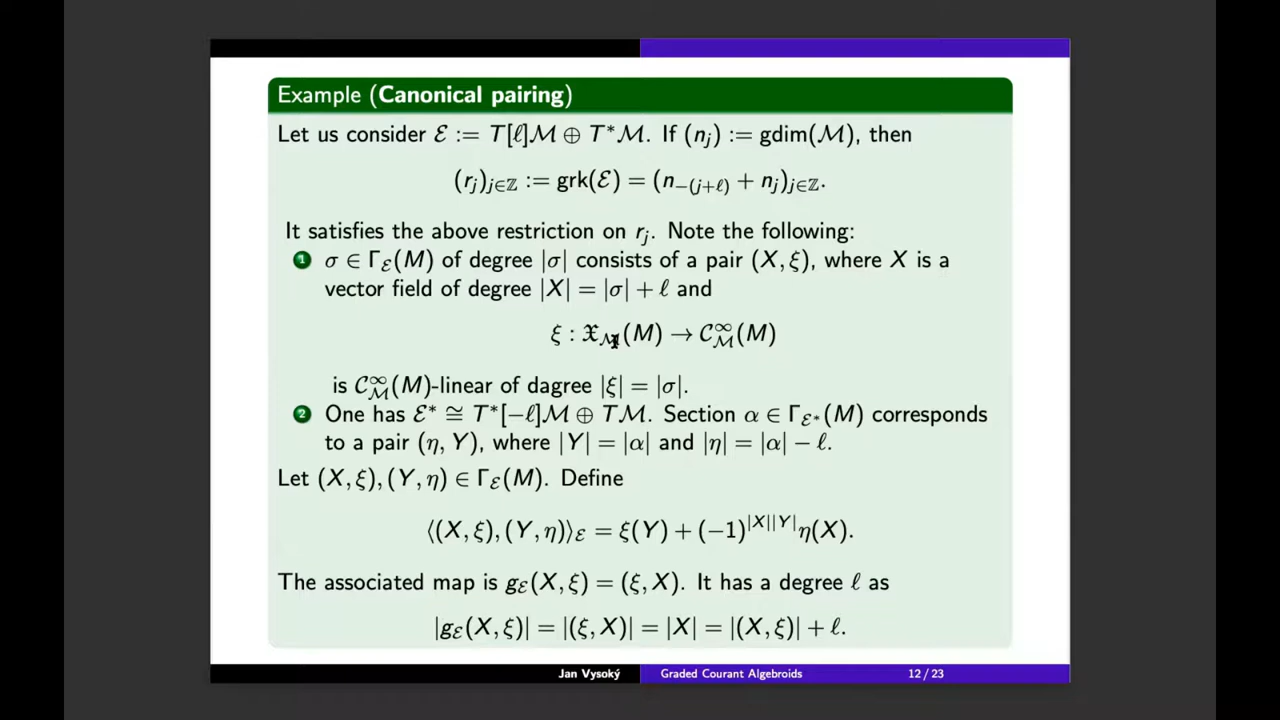 Example (Canonical pairing)
Let us consider ℰ := T[ℓ]ℳ ⊕ T*ℳ. If (n_j) := gdim(ℳ), then
(r_j)_{j∈ℤ} := grk(ℰ) = (n_{−(j+ℓ)} + n_j)_{j∈ℤ}.
It satisfies the above restriction on r_j. Note the following:
1 σ ∈ Γ_ℰ(M) of degree |σ| consists of a pair (X, ξ), where X is a
vector field of degree |X| = |σ| + ℓ and
ξ : 𝔛_ℳ(M) → 𝒞^∞_ℳ(M)
is 𝒞^∞_ℳ(M)-linear of dagree |ξ| = |σ|.
2 One has ℰ* ≅ T*[−ℓ]ℳ ⊕ Tℳ. Section α ∈ Γ_{ℰ*}(M) corresponds
to a pair (η, Y), where |Y| = |α| and |η| = |α| − ℓ.
Let (X, ξ), (Y, η) ∈ Γ_ℰ(M). Define
⟨(X, ξ), (Y, η)⟩_ℰ = ξ(Y) + (−1)^{|X||Y|}η(X).
The associated map is g_ℰ(X, ξ) = (ξ, X). It has a degree ℓ as
|g_ℰ(X, ξ)| = |(ξ, X)| = |X| = |(X, ξ)| + ℓ.
Jan Vysoký Graded Courant Algebroids 12 / 23